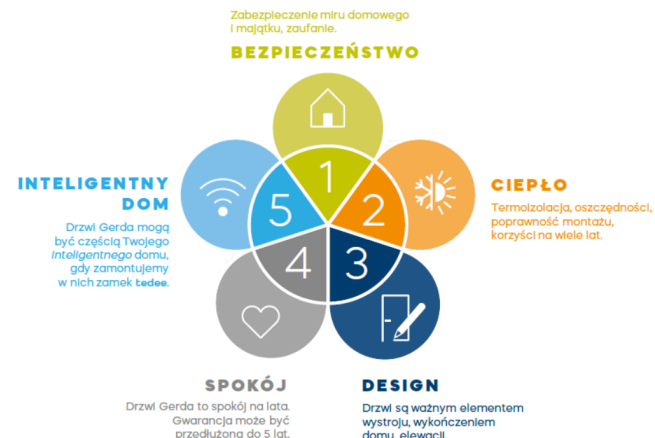 Zabezpieczenie miru domowego
i majątku, zaufanie.
BEZPIECZEŃSTWO
1
CIEPŁO
Termoizolacja, oszczędności,
poprawność montażu,
korzyści na wiele lat.
2
DESIGN
Drzwi są ważnym elementem
wystroju, wykończeniem
domu, elewacji.
3
SPOKÓJ
Drzwi Gerda to spokój na lata.
Gwarancja może być
przedłużona do 5 lat.
4
INTELIGENTNY
DOM
Drzwi Gerda mogą
być częścią Twojego
inteligentnego domu,
gdy zamontujemy
w nich zamek tedee.
5